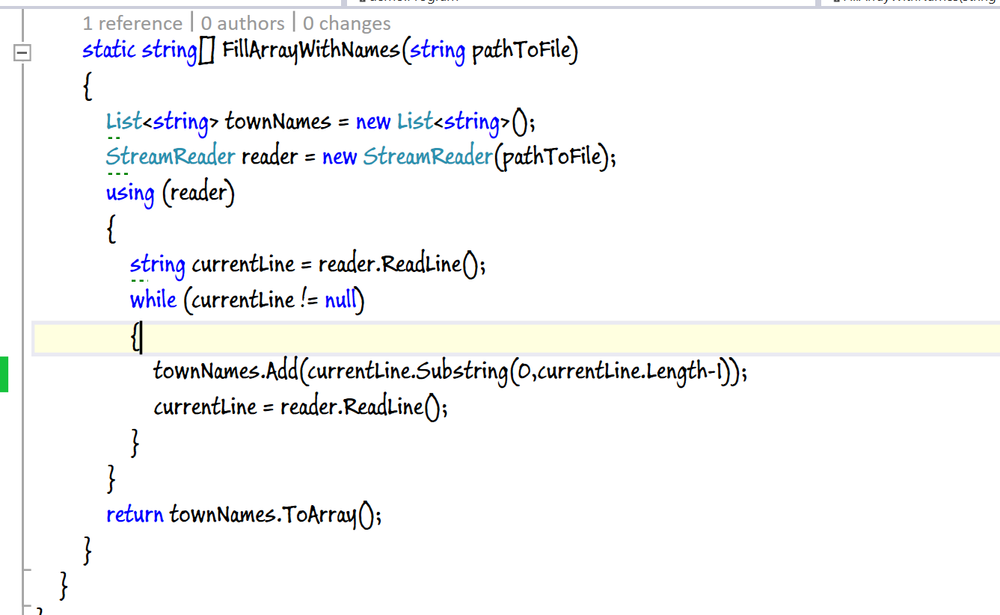 1 reference | 0 authors | 0 changes
static string[] FillArrayWithNames(string pathToFile)
{
List<string> townNames = new List<string>();
StreamReader reader = new StreamReader(pathToFile);
using (reader)
{
string currentLine = reader.ReadLine();
while (currentLine != null)
{
townNames.Add(currentLine.Substring(0,currentLine.Length-1));
currentLine = reader.ReadLine();
}
}
return townNames.ToArray();
}
}